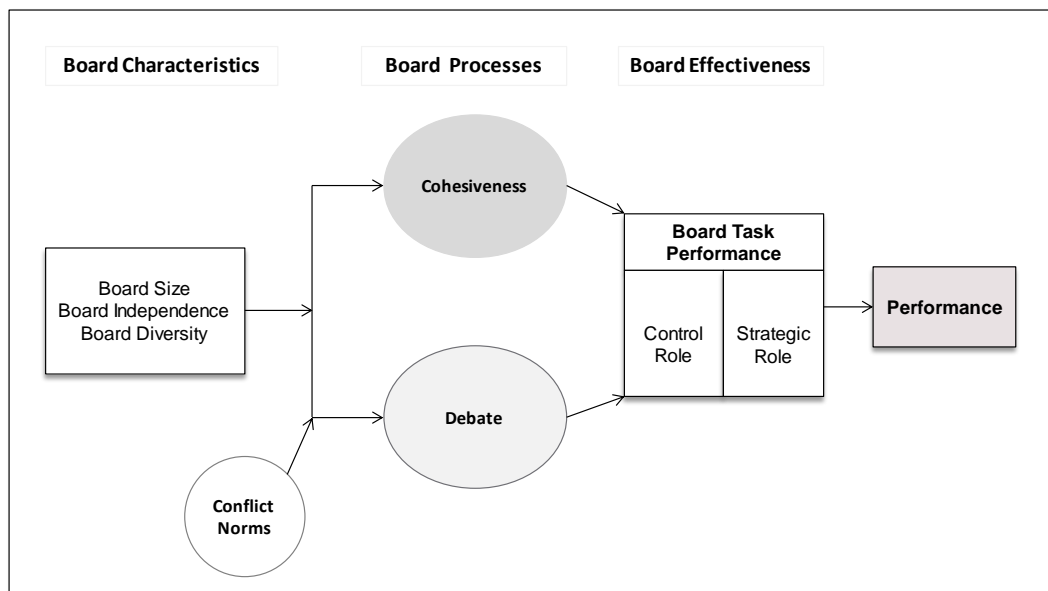 Board Characteristics
Board Processes
Board Effectiveness
Cohesiveness
Board Task
Performance
Board Size
Board Independence
Board Diversity
Control
Role
Strategic
Role
Performance
Debate
Conflict
Norms